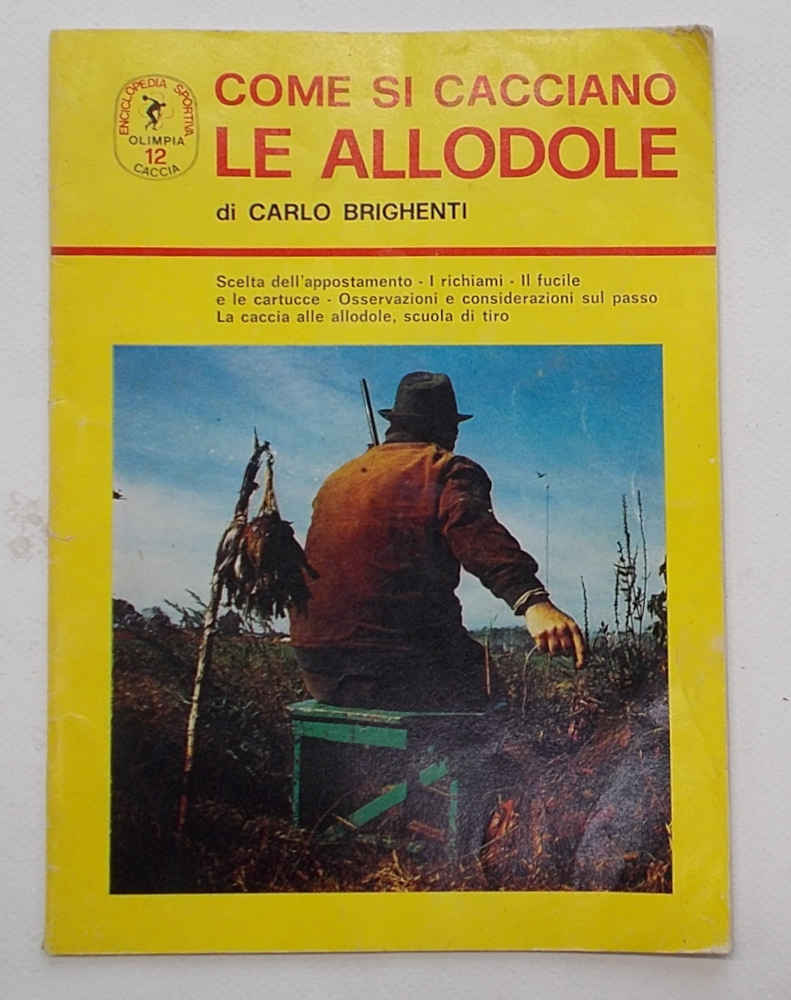 ENCICLOPEDIA SPORTIVA
OLIMPIA
12
CACCIA
COME SI CACCIANO
LE ALLODOLE
di CARLO BRIGHENTI
Scelta dell'appostamento - I richiami - Il fucile
e le cartucce - Osservazioni e considerazioni sul passo
La caccia alle allodole, scuola di tiro